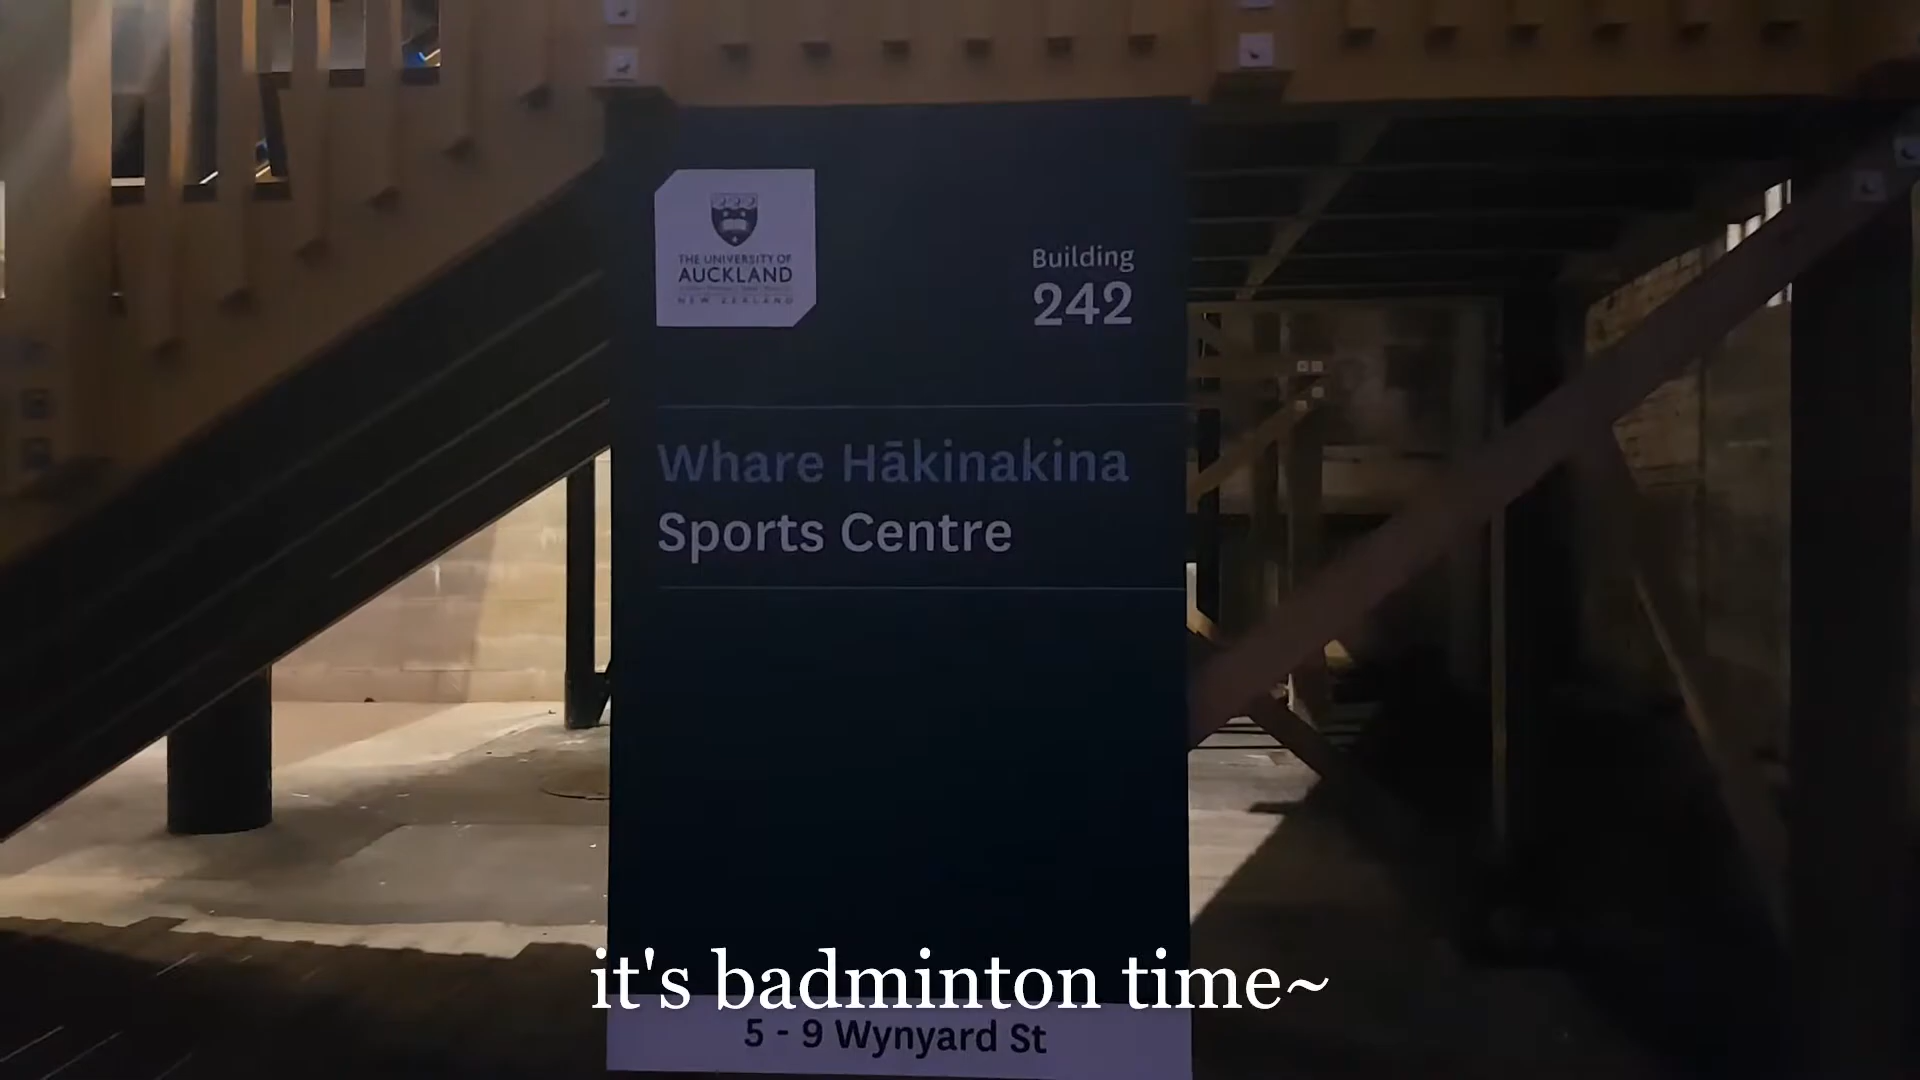 THE UNIVERSITY OF
AUCKLAND
NEW ZEALAND
Building
242
Whare Hākinakina
Sports Centre
it's badminton time~
5 - 9 Wynyard St